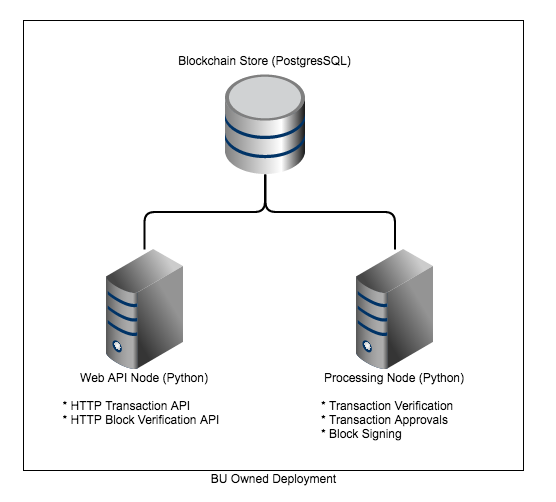 Blockchain Store (PostgresSQL)
Web API Node (Python)
* HTTP Transaction API
* HTTP Block Verification API
Processing Node (Python)
* Transaction Verification
* Transaction Approvals
* Block Signing
BU Owned Deployment